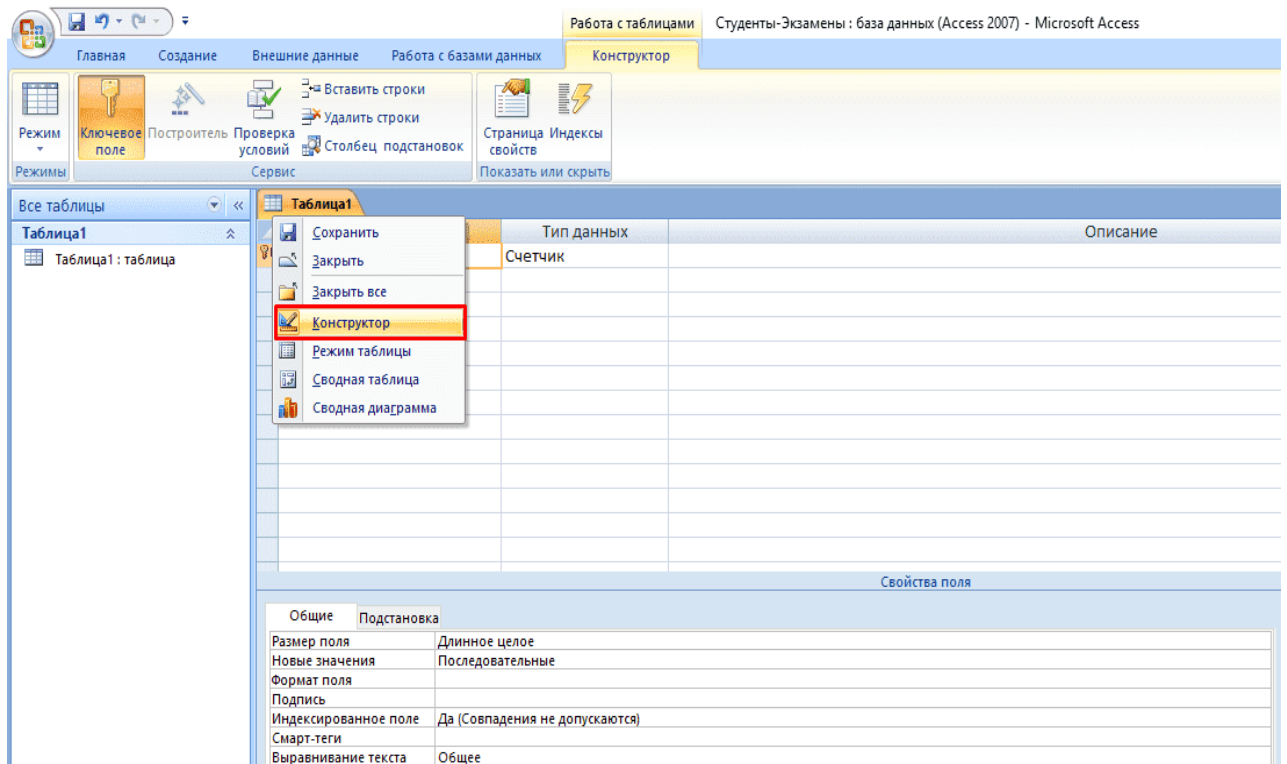 Работа с таблицами
Студенты-Экзамены : база данных (Access 2007) - Microsoft Access
Главная Создание Внешние данные Работа с базами данных Конструктор
Режим
Ключевое поле
Построитель
Проверка условий
Вставить строки
Удалить строки
Столбец подстановок
Страница свойств
Индексы
Режимы Сервис Показать или скрыть
Все таблицы
Таблица1
Таблица1 : таблица
Таблица1
Тип данных Описание
Счетчик
Сохранить
Закрыть
Закрыть все
Конструктор
Режим таблицы
Сводная таблица
Сводная диаграмма
Свойства поля
Общие Подстановка
Размер поля Длинное целое
Новые значения Последовательные
Формат поля
Подпись
Индексированное поле Да (Совпадения не допускаются)
Смарт-теги
Выравнивание текста Общее